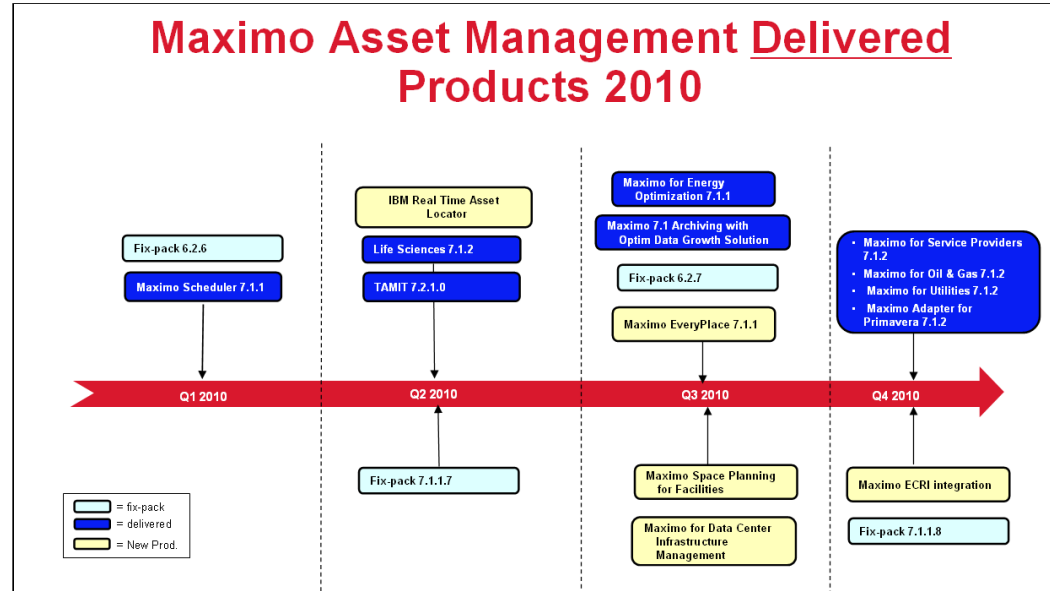 Maximo Asset Management Delivered
Products 2010
Fix-pack 6.2.6
Maximo Scheduler 7.1.1
IBM Real Time Asset
Locator
Life Sciences 7.1.2
TAMIT 7.2.1.0
Maximo for Energy
Optimization 7.1.1
Maximo 7.1 Archiving with
Optim Data Growth Solution
Fix-pack 6.2.7
Maximo EveryPlace 7.1.1
• Maximo for Service Providers
7.1.2
• Maximo for Oil & Gas 7.1.2
• Maximo for Utilities 7.1.2
• Maximo Adapter for
Primavera 7.1.2
Q1 2010
Q2 2010
Q3 2010
Q4 2010
Fix-pack 7.1.1.7
Maximo Space Planning
for Facilities
Maximo for Data Center
Infrastructure
Management
Maximo ECRI integration
Fix-pack 7.1.1.8
= fix-pack
= delivered
= New Prod.